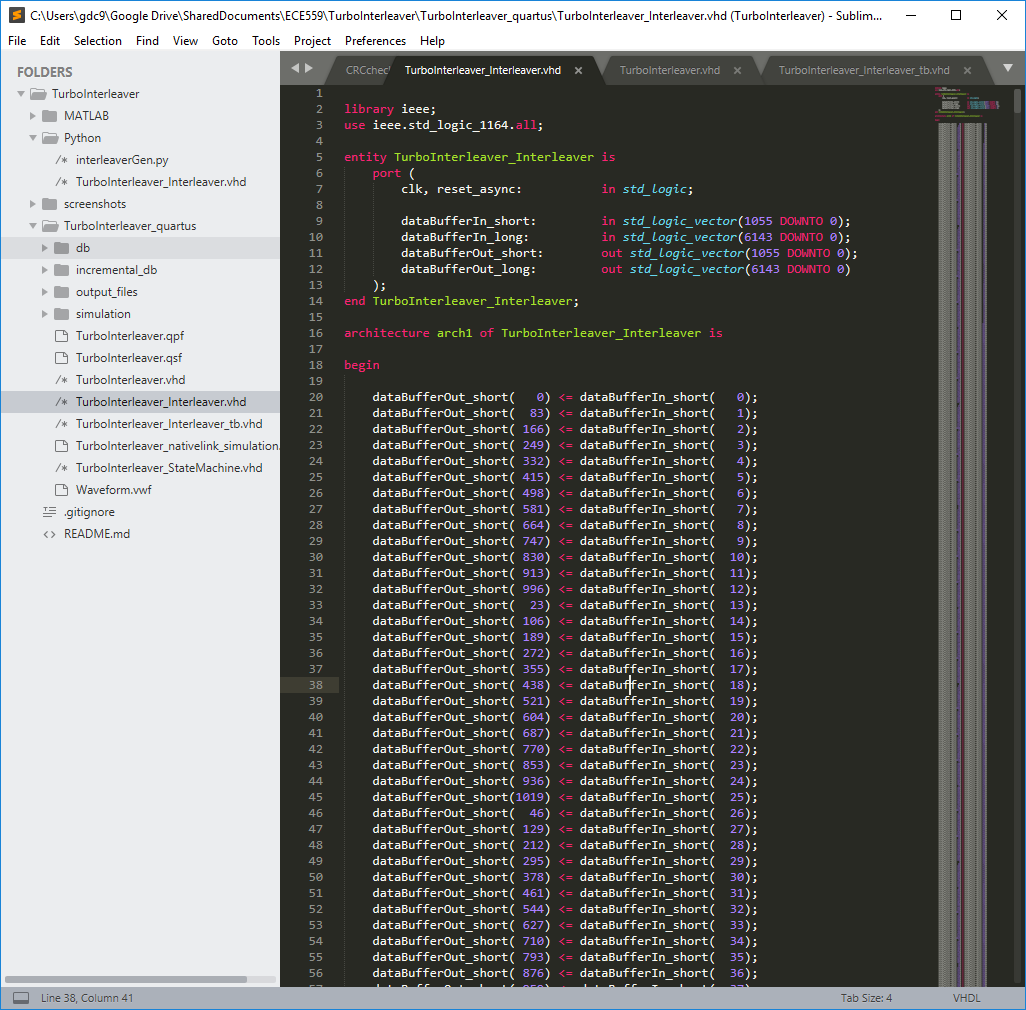 C:\Users\gdc9\Google Drive\SharedDocuments\ECE559\TurboInterleaver\TurboInterleaver_quartus\TurboInterleaver_Interleaver.vhd (TurboInterleaver) - Sublim...
File Edit Selection Find View Goto Tools Project Preferences Help
FOLDERS
TurboInterleaver
MATLAB
Python
/* interleaverGen.py
/* TurboInterleaver_Interleaver.vhd
screenshots
TurboInterleaver_quartus
db
incremental_db
output_files
simulation
TurboInterleaver.qpf
TurboInterleaver.qsf
/* TurboInterleaver.vhd
/* TurboInterleaver_Interleaver.vhd
/* TurboInterleaver_Interleaver_tb.vhd
TurboInterleaver_nativelink_simulation.
/* TurboInterleaver_StateMachine.vhd
Waveform.vwf
.gitignore
<> README.md
CRCchec TurboInterleaver_Interleaver.vhd × TurboInterleaver.vhd × TurboInterleaver_Interleaver_tb.vhd ×
1
2 library ieee;
3 use ieee.std_logic_1164.all;
4
5 entity TurboInterleaver_Interleaver is
6 port (
7 clk, reset_async: in std_logic;
8
9 dataBufferIn_short: in std_logic_vector(1055 DOWNTO 0);
10 dataBufferIn_long: in std_logic_vector(6143 DOWNTO 0);
11 dataBufferOut_short: out std_logic_vector(1055 DOWNTO 0);
12 dataBufferOut_long: out std_logic_vector(6143 DOWNTO 0)
13 );
14 end TurboInterleaver_Interleaver;
15
16 architecture arch1 of TurboInterleaver_Interleaver is
17
18 begin
19
20 dataBufferOut_short(   0) <= dataBufferIn_short(   0);
21 dataBufferOut_short(  83) <= dataBufferIn_short(   1);
22 dataBufferOut_short( 166) <= dataBufferIn_short(   2);
23 dataBufferOut_short( 249) <= dataBufferIn_short(   3);
24 dataBufferOut_short( 332) <= dataBufferIn_short(   4);
25 dataBufferOut_short( 415) <= dataBufferIn_short(   5);
26 dataBufferOut_short( 498) <= dataBufferIn_short(   6);
27 dataBufferOut_short( 581) <= dataBufferIn_short(   7);
28 dataBufferOut_short( 664) <= dataBufferIn_short(   8);
29 dataBufferOut_short( 747) <= dataBufferIn_short(   9);
30 dataBufferOut_short( 830) <= dataBufferIn_short(  10);
31 dataBufferOut_short( 913) <= dataBufferIn_short(  11);
32 dataBufferOut_short( 996) <= dataBufferIn_short(  12);
33 dataBufferOut_short(  23) <= dataBufferIn_short(  13);
34 dataBufferOut_short( 106) <= dataBufferIn_short(  14);
35 dataBufferOut_short( 189) <= dataBufferIn_short(  15);
36 dataBufferOut_short( 272) <= dataBufferIn_short(  16);
37 dataBufferOut_short( 355) <= dataBufferIn_short(  17);
38 dataBufferOut_short( 438) <= dataBufferIn_short(  18);
39 dataBufferOut_short( 521) <= dataBufferIn_short(  19);
40 dataBufferOut_short( 604) <= dataBufferIn_short(  20);
41 dataBufferOut_short( 687) <= dataBufferIn_short(  21);
42 dataBufferOut_short( 770) <= dataBufferIn_short(  22);
43 dataBufferOut_short( 853) <= dataBufferIn_short(  23);
44 dataBufferOut_short( 936) <= dataBufferIn_short(  24);
45 dataBufferOut_short(1019) <= dataBufferIn_short(  25);
46 dataBufferOut_short(  46) <= dataBufferIn_short(  26);
47 dataBufferOut_short( 129) <= dataBufferIn_short(  27);
48 dataBufferOut_short( 212) <= dataBufferIn_short(  28);
49 dataBufferOut_short( 295) <= dataBufferIn_short(  29);
50 dataBufferOut_short( 378) <= dataBufferIn_short(  30);
51 dataBufferOut_short( 461) <= dataBufferIn_short(  31);
52 dataBufferOut_short( 544) <= dataBufferIn_short(  32);
53 dataBufferOut_short( 627) <= dataBufferIn_short(  33);
54 dataBufferOut_short( 710) <= dataBufferIn_short(  34);
55 dataBufferOut_short( 793) <= dataBufferIn_short(  35);
56 dataBufferOut_short( 876) <= dataBufferIn_short(  36);
Line 38, Column 41 Tab Size: 4 VHDL